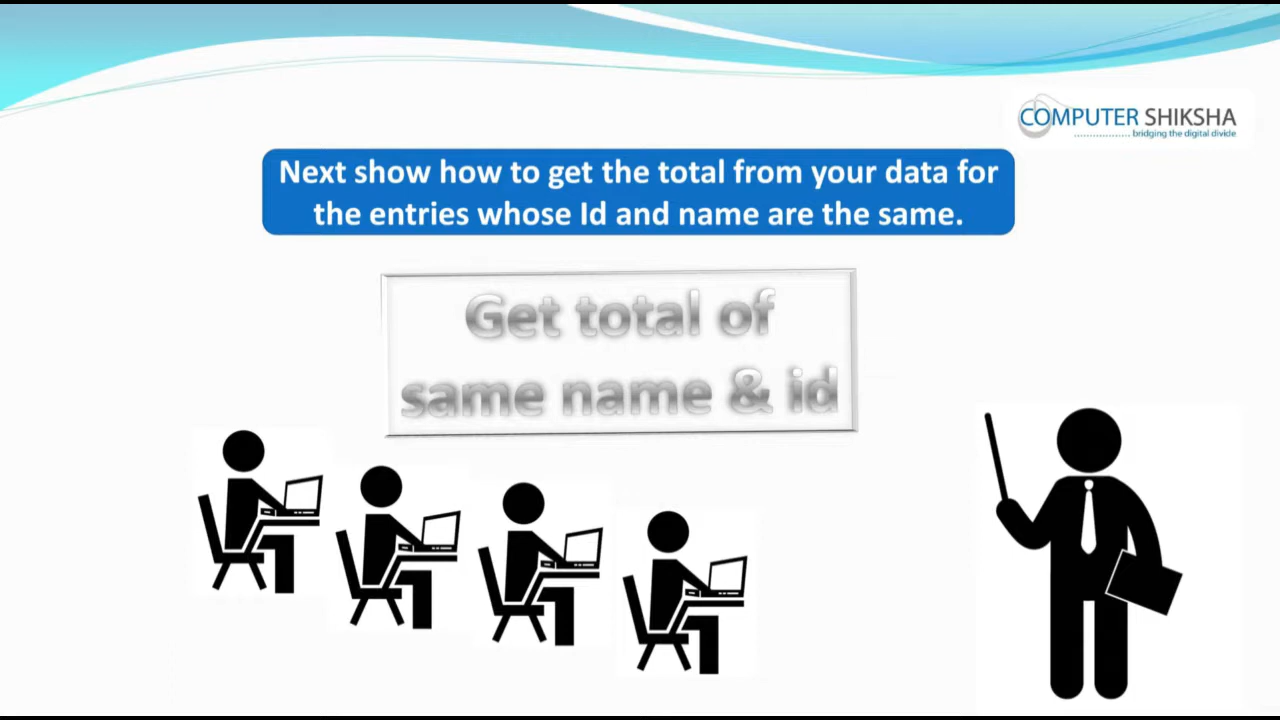 COMPUTER SHIKSHA
bridging the digital divide
Next show how to get the total from your data for
the entries whose Id and name are the same.
Get total of
same name & id